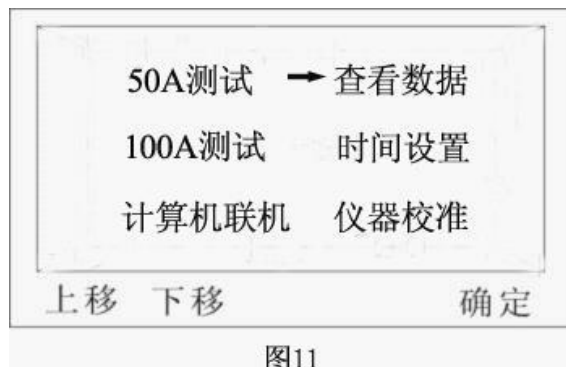 50A测试 → 查看数据
100A测试 时间设置
计算机联机 仪器校准
上移 下移 确定
图11